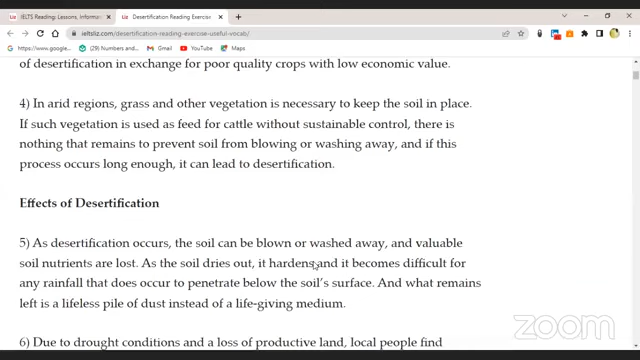 Liz IELTS Reading: Lessons, Informat
Liz Desertification Reading Exercise
ieltsliz.com/desertification-reading-exercise-useful-vocab/
https://www.google...
(29) Numbers and...
Gmail
YouTube
Maps
of desertification in exchange for poor quality crops with low economic value.
4) In arid regions, grass and other vegetation is necessary to keep the soil in place.
If such vegetation is used as feed for cattle without sustainable control, there is
nothing that remains to prevent soil from blowing or washing away, and if this
process occurs long enough, it can lead to desertification.
Effects of Desertification
5) As desertification occurs, the soil can be blown or washed away, and valuable
soil nutrients are lost. As the soil dries out, it hardens and it becomes difficult for
any rainfall that does occur to penetrate below the soil's surface. And what remains
left is a lifeless pile of dust instead of a life-giving medium.
6) Due to drought conditions and a loss of productive land, local people find
zoom